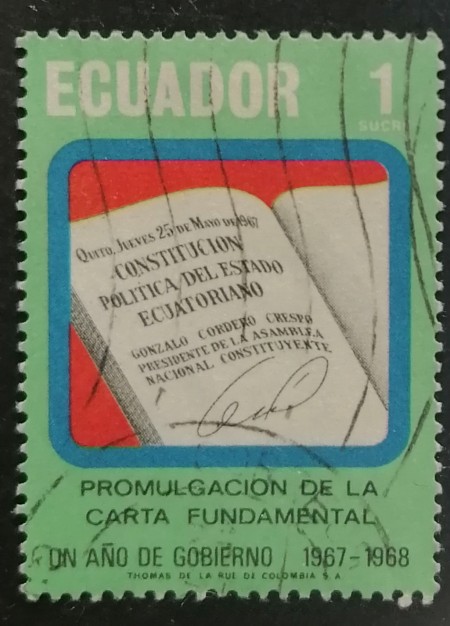 ECUADOR 1
SUCRE
QUITO, JUEVES 25 DE MAYO DE 1967
CONSTITUCION
POLITICA DEL ESTADO
ECUATORIANO
GONZALO CORDERO CRESPO
PRESIDENTE DE LA ASAMBLEA
NACIONAL CONSTITUYENTE
PROMULGACION DE LA
CARTA FUNDAMENTAL
UN AÑO DE GOBIERNO 1967-1968
THOMAS DE LA RUE DE COLOMBIA S A